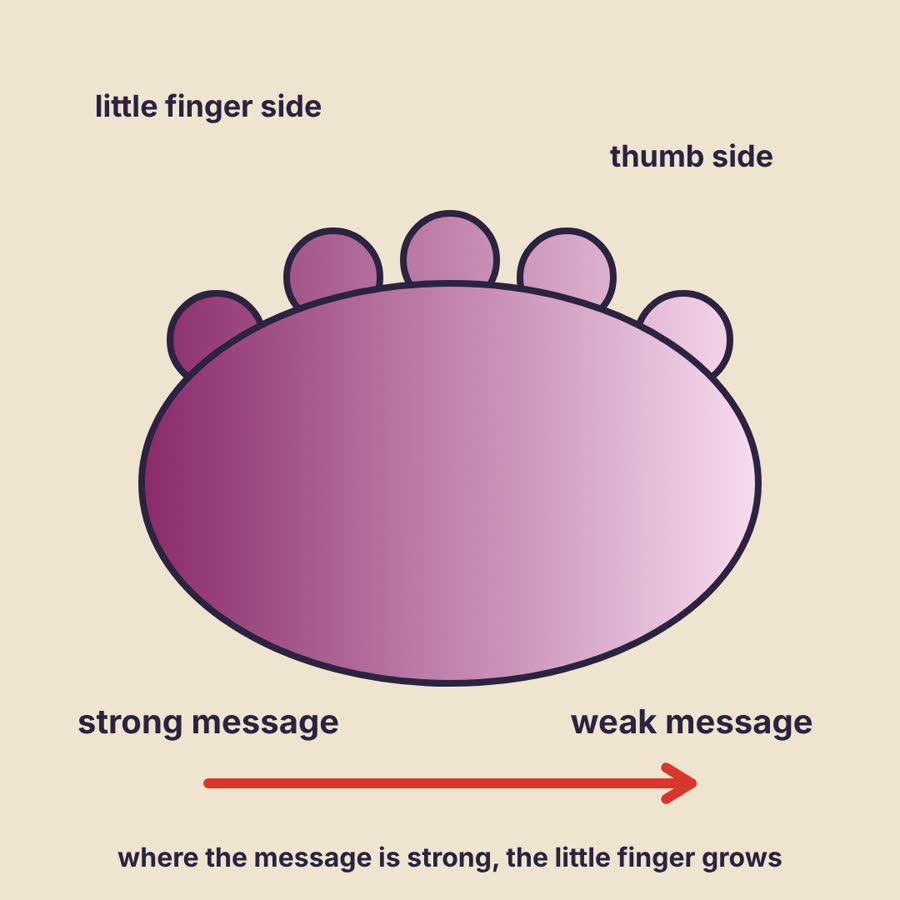 little finger side
thumb side
strong message
weak message
where the message is strong, the little finger grows